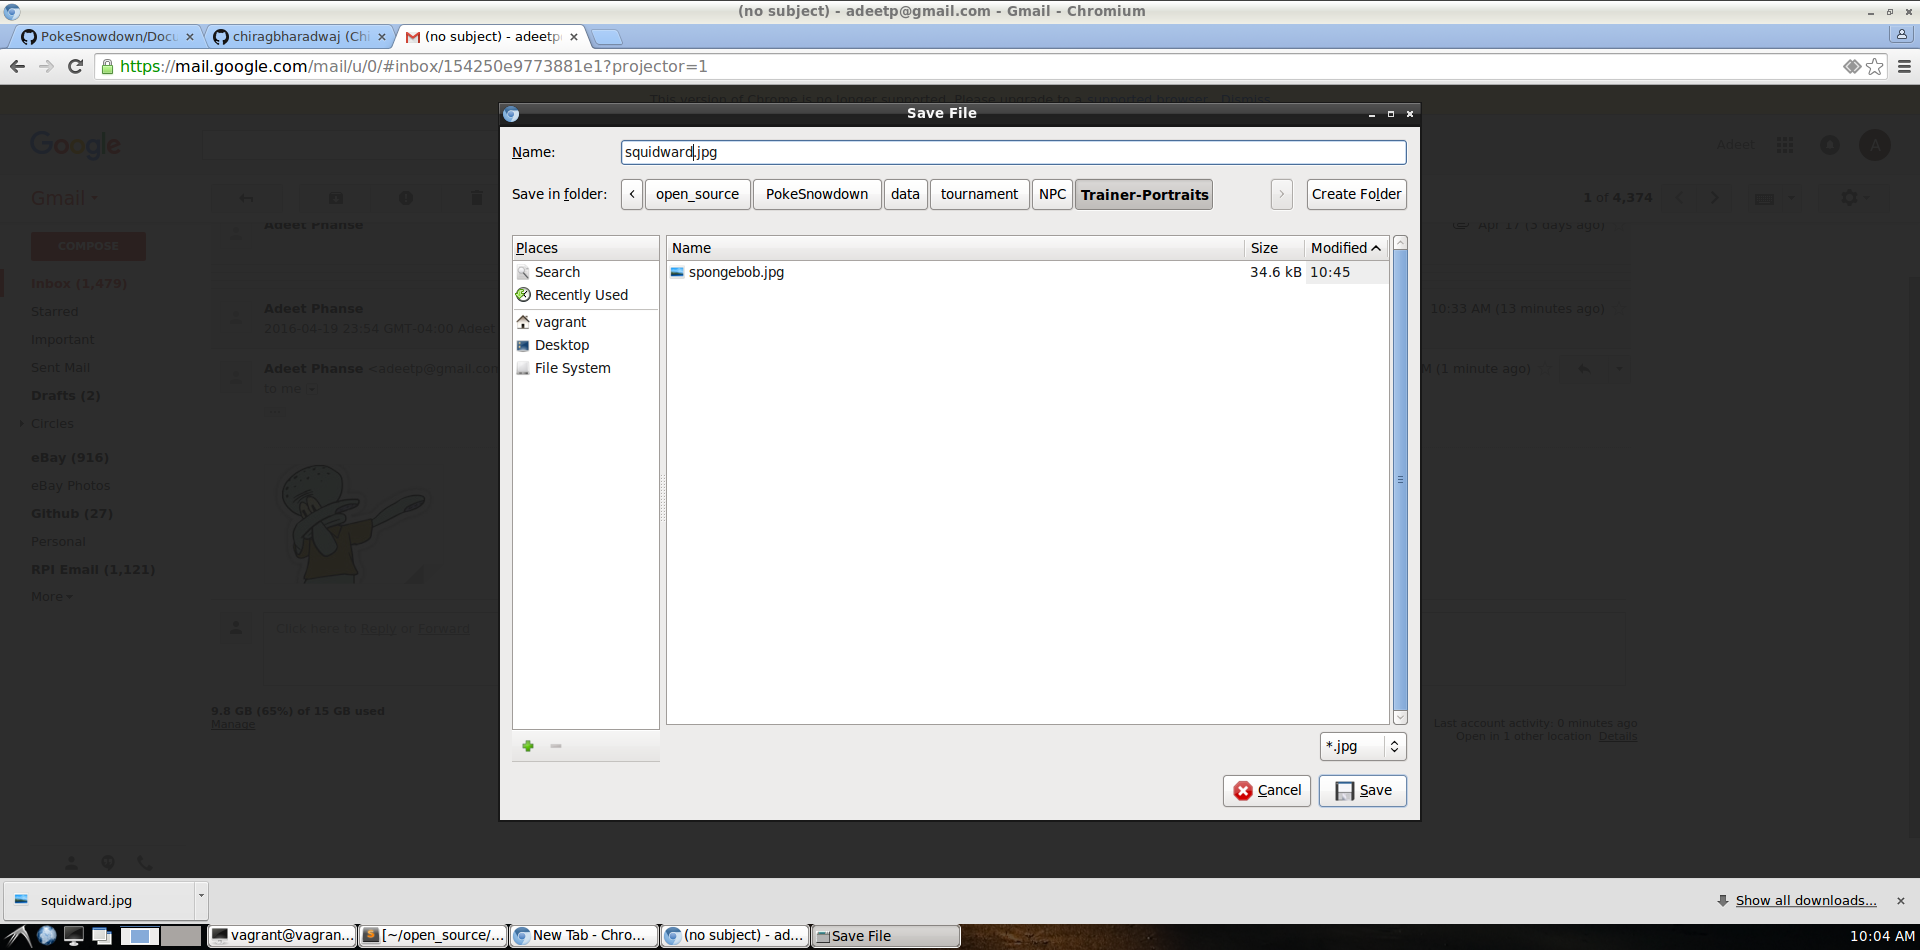 (no subject) - adeetp@gmail.com - Gmail - Chromium
PokeSnowdown/Docu
chiragbharadwaj (Chi
(no subject) - adeetp
https://mail.google.com/mail/u/0/#inbox/154250e9773881e1?projector=1
This version of Chrome is no longer supported. Please upgrade to a supported browser. Dismiss
Save File
Name: squidward.jpg
Save in folder: < open_source PokeSnowdown data tournament NPC Trainer-Portraits > Create Folder
Places
Search
Recently Used
vagrant
Desktop
File System
Name Size Modified
spongebob.jpg 34.6 kB 10:45
*.jpg
Cancel Save
Google
Adeet
A
Gmail
1 of 4,374
COMPOSE
Inbox (1,479)
Starred
Important
Sent Mail
Drafts (2)
Circles
eBay (916)
eBay Photos
Github (27)
Personal
RPI Email (1,121)
More
Adeet Phanse
Apr 17 (3 days ago)
Adeet Phanse
10:33 AM (13 minutes ago)
2016-04-19 23:54 GMT-04:00 Adeet
Adeet Phanse <adeetp@gmail.com
M (1 minute ago)
to me
Click here to Reply or Forward
9.8 GB (65%) of 15 GB used
Manage
Last account activity: 0 minutes ago
Open in 1 other location Details
squidward.jpg
Show all downloads...
vagrant@vagran...
[~/open_source/...
New Tab - Chro...
(no subject) - ad...
Save File
10:04 AM